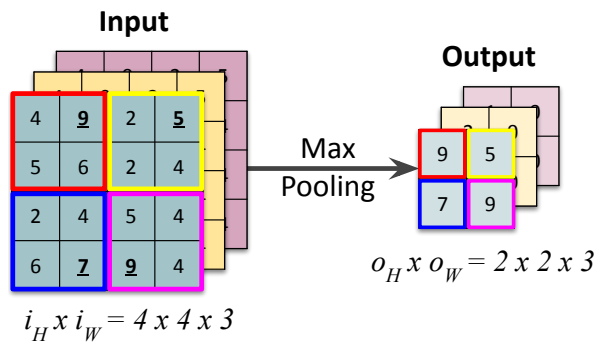 Input
Output
4 9 2 5
5 6 2 4
2 4 5 4
6 7 9 4
Max
Pooling
9 5
7 9
i_H x i_W = 4 x 4 x 3
o_H x o_W = 2 x 2 x 3